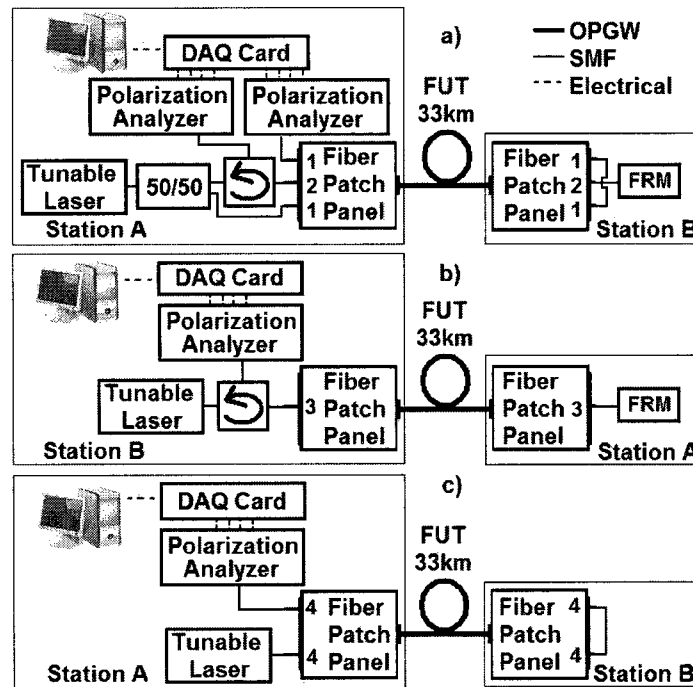 DAQ Card
a)
OPGW
SMF
Electrical
Polarization
Analyzer
Polarization
Analyzer
FUT
33km
Tunable
Laser
50/50
1 Fiber
2 Patch
1 Panel
Fiber 1
Patch 2
Panel 1
FRM
Station A
Station B
b)
DAQ Card
Polarization
Analyzer
FUT
33km
Tunable
Laser
Fiber
3 Patch
Panel
Fiber
Patch 3
Panel
FRM
Station B
Station A
c)
DAQ Card
Polarization
Analyzer
FUT
33km
Tunable
Laser
4 Fiber
Patch
4 Panel
Fiber 4
Patch
Panel 4
Station A
Station B